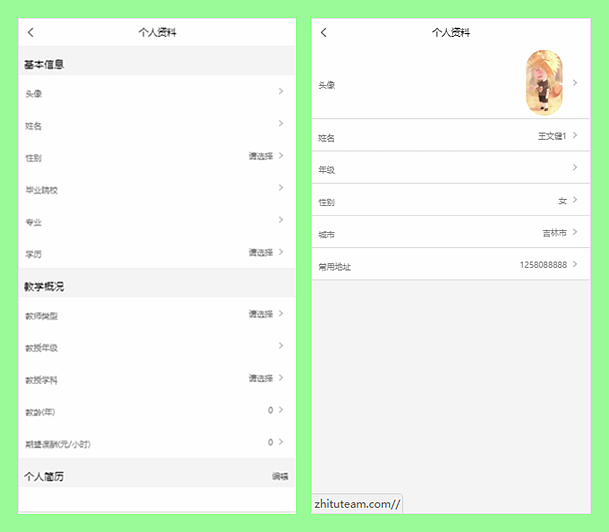 个人资料
基本信息
头像
姓名
性别 请选择
毕业院校
专业
学历 请选择
教学概况
教师类型 请选择
教授年级
教授学科 请选择
教龄(年) 0
期望课酬(元/小时) 0
个人简历 编辑
个人资料
头像
姓名 王文健1
年级
性别 女
城市 吉林市
常用地址 1258088888
zhituteam.com//